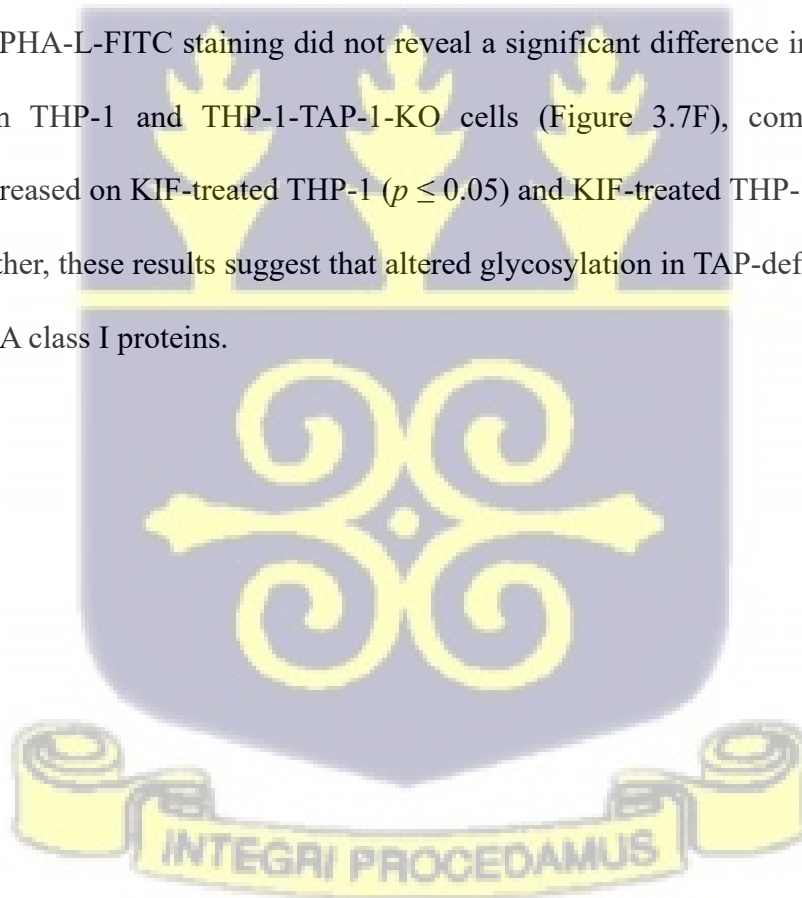 PHA-L-FITC staining did not reveal a significant difference in
THP-1 and THP-1-TAP-1-KO cells (Figure 3.7F), com
reased on KIF-treated THP-1 (p ≤ 0.05) and KIF-treated THP-
ther, these results suggest that altered glycosylation in TAP-def
A class I proteins.
INTEGRI PROCEDAMUS